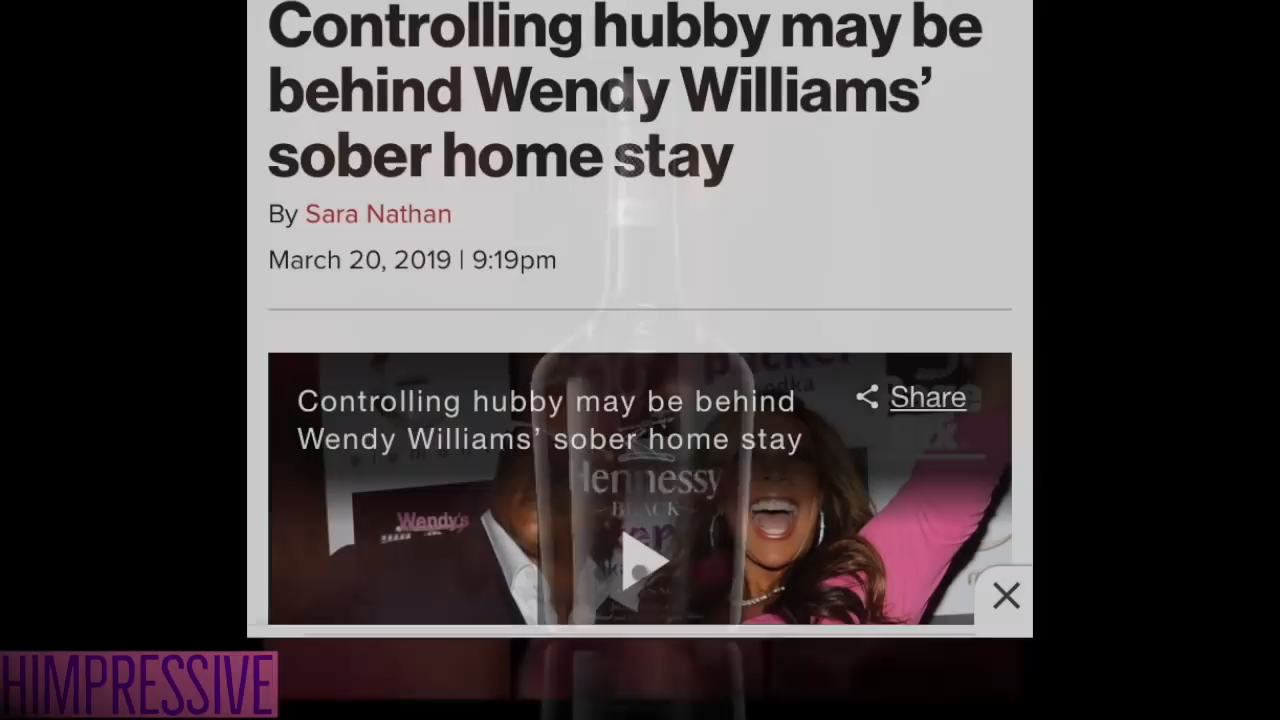 Controlling hubby may be
behind Wendy Williams’
sober home stay
By Sara Nathan
March 20, 2019 | 9:19pm
Controlling hubby may be behind
Wendy Williams’ sober home stay
Share
Wendy's
Hennessy
BLACK
HIMPRESSIVE